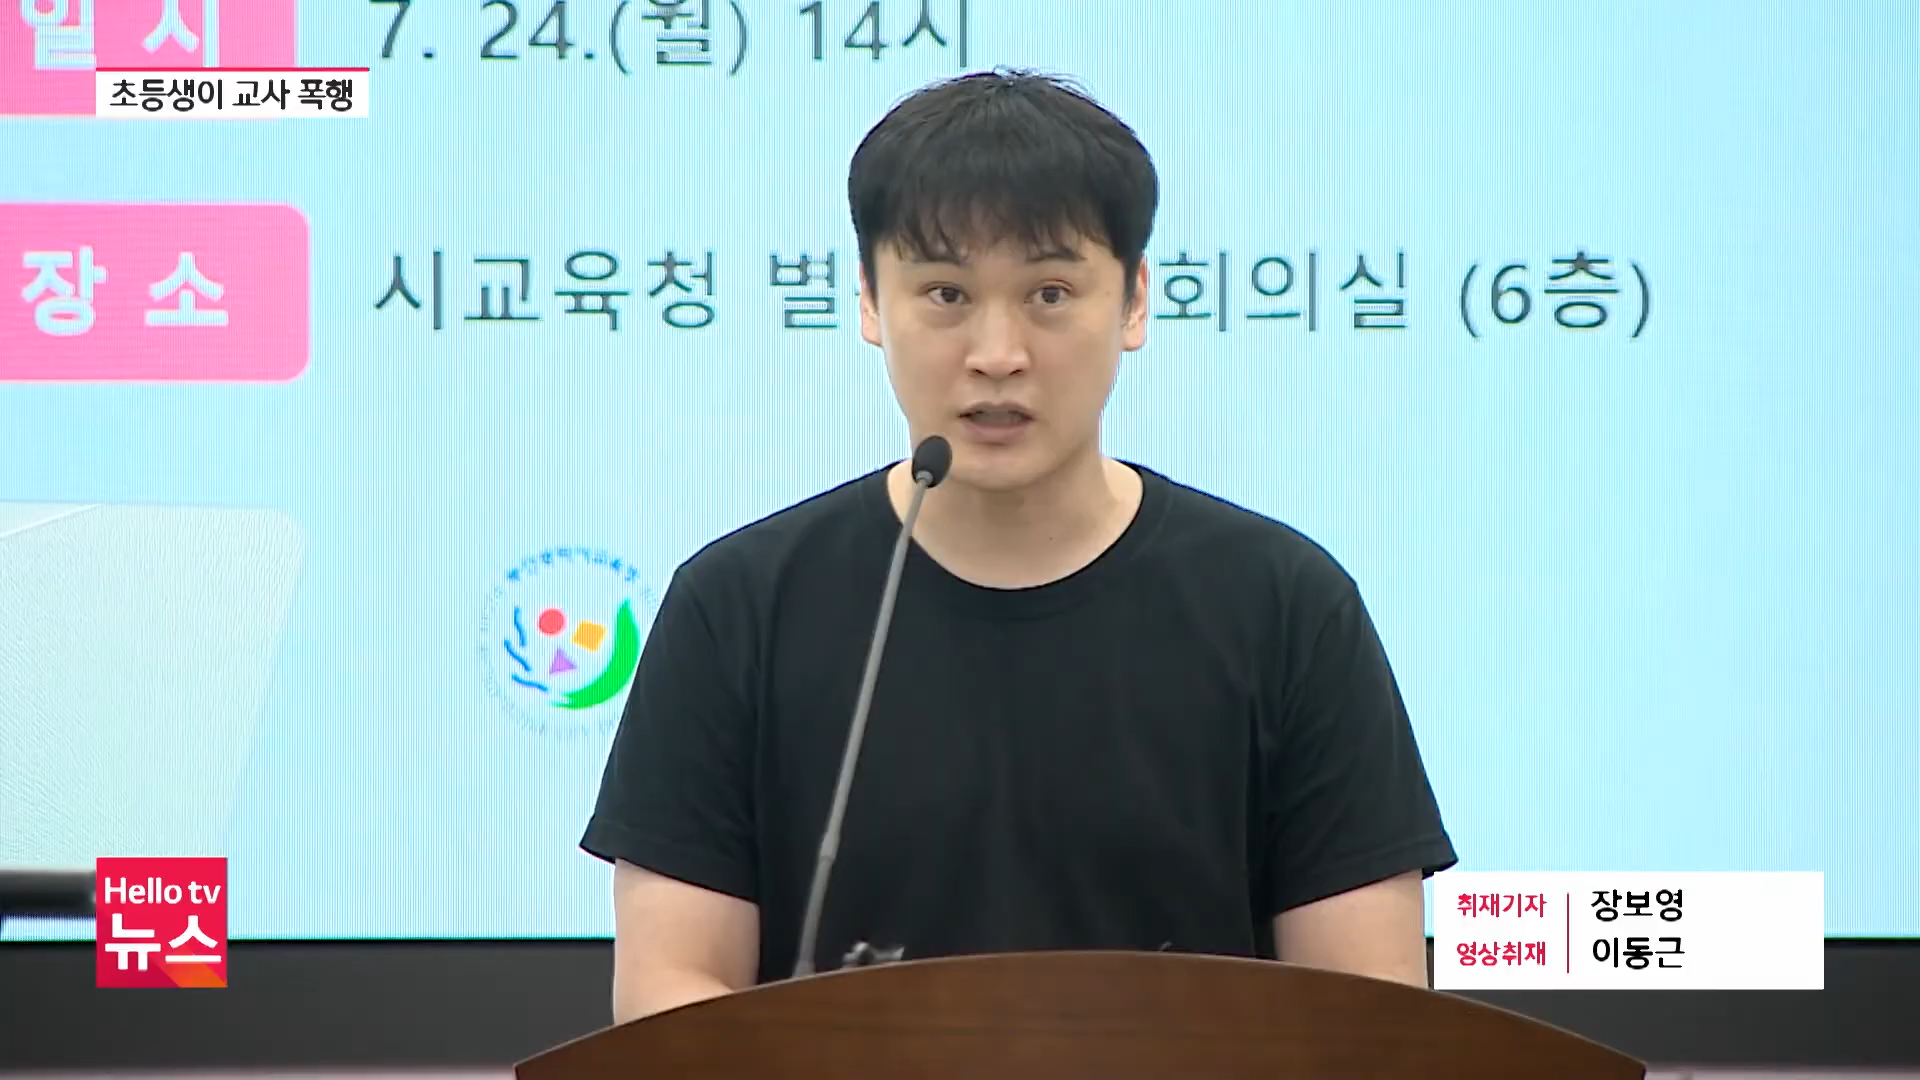 일 시
7. 24.(월) 14시
초등생이 교사 폭행
장 소
시교육청 별
회의실 (6층)
Hello tv
뉴스
취재기자 장보영
영상취재 이동근